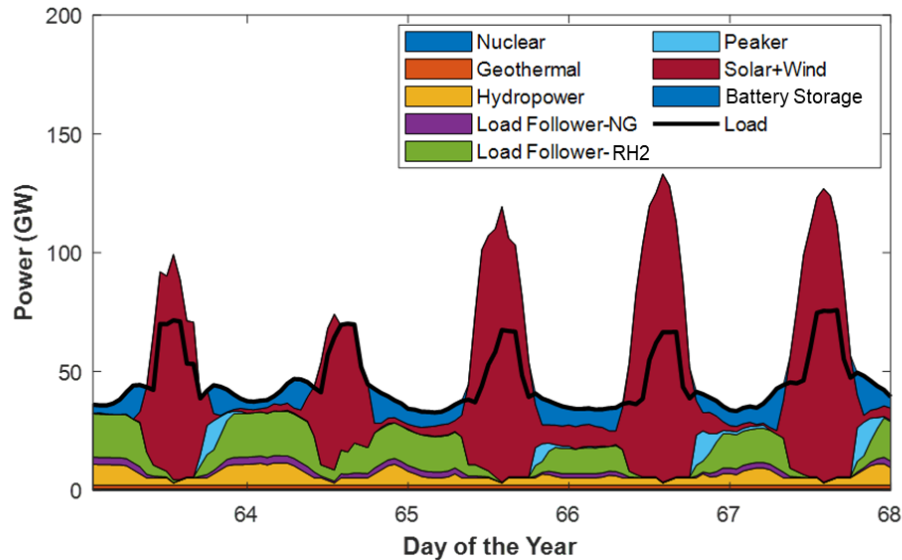 200
150
100
50
0
Power (GW)
Nuclear
Geothermal
Hydropower
Load Follower-NG
Load Follower-RH2
Peaker
Solar+Wind
Battery Storage
Load
64
65
66
67
68
Day of the Year